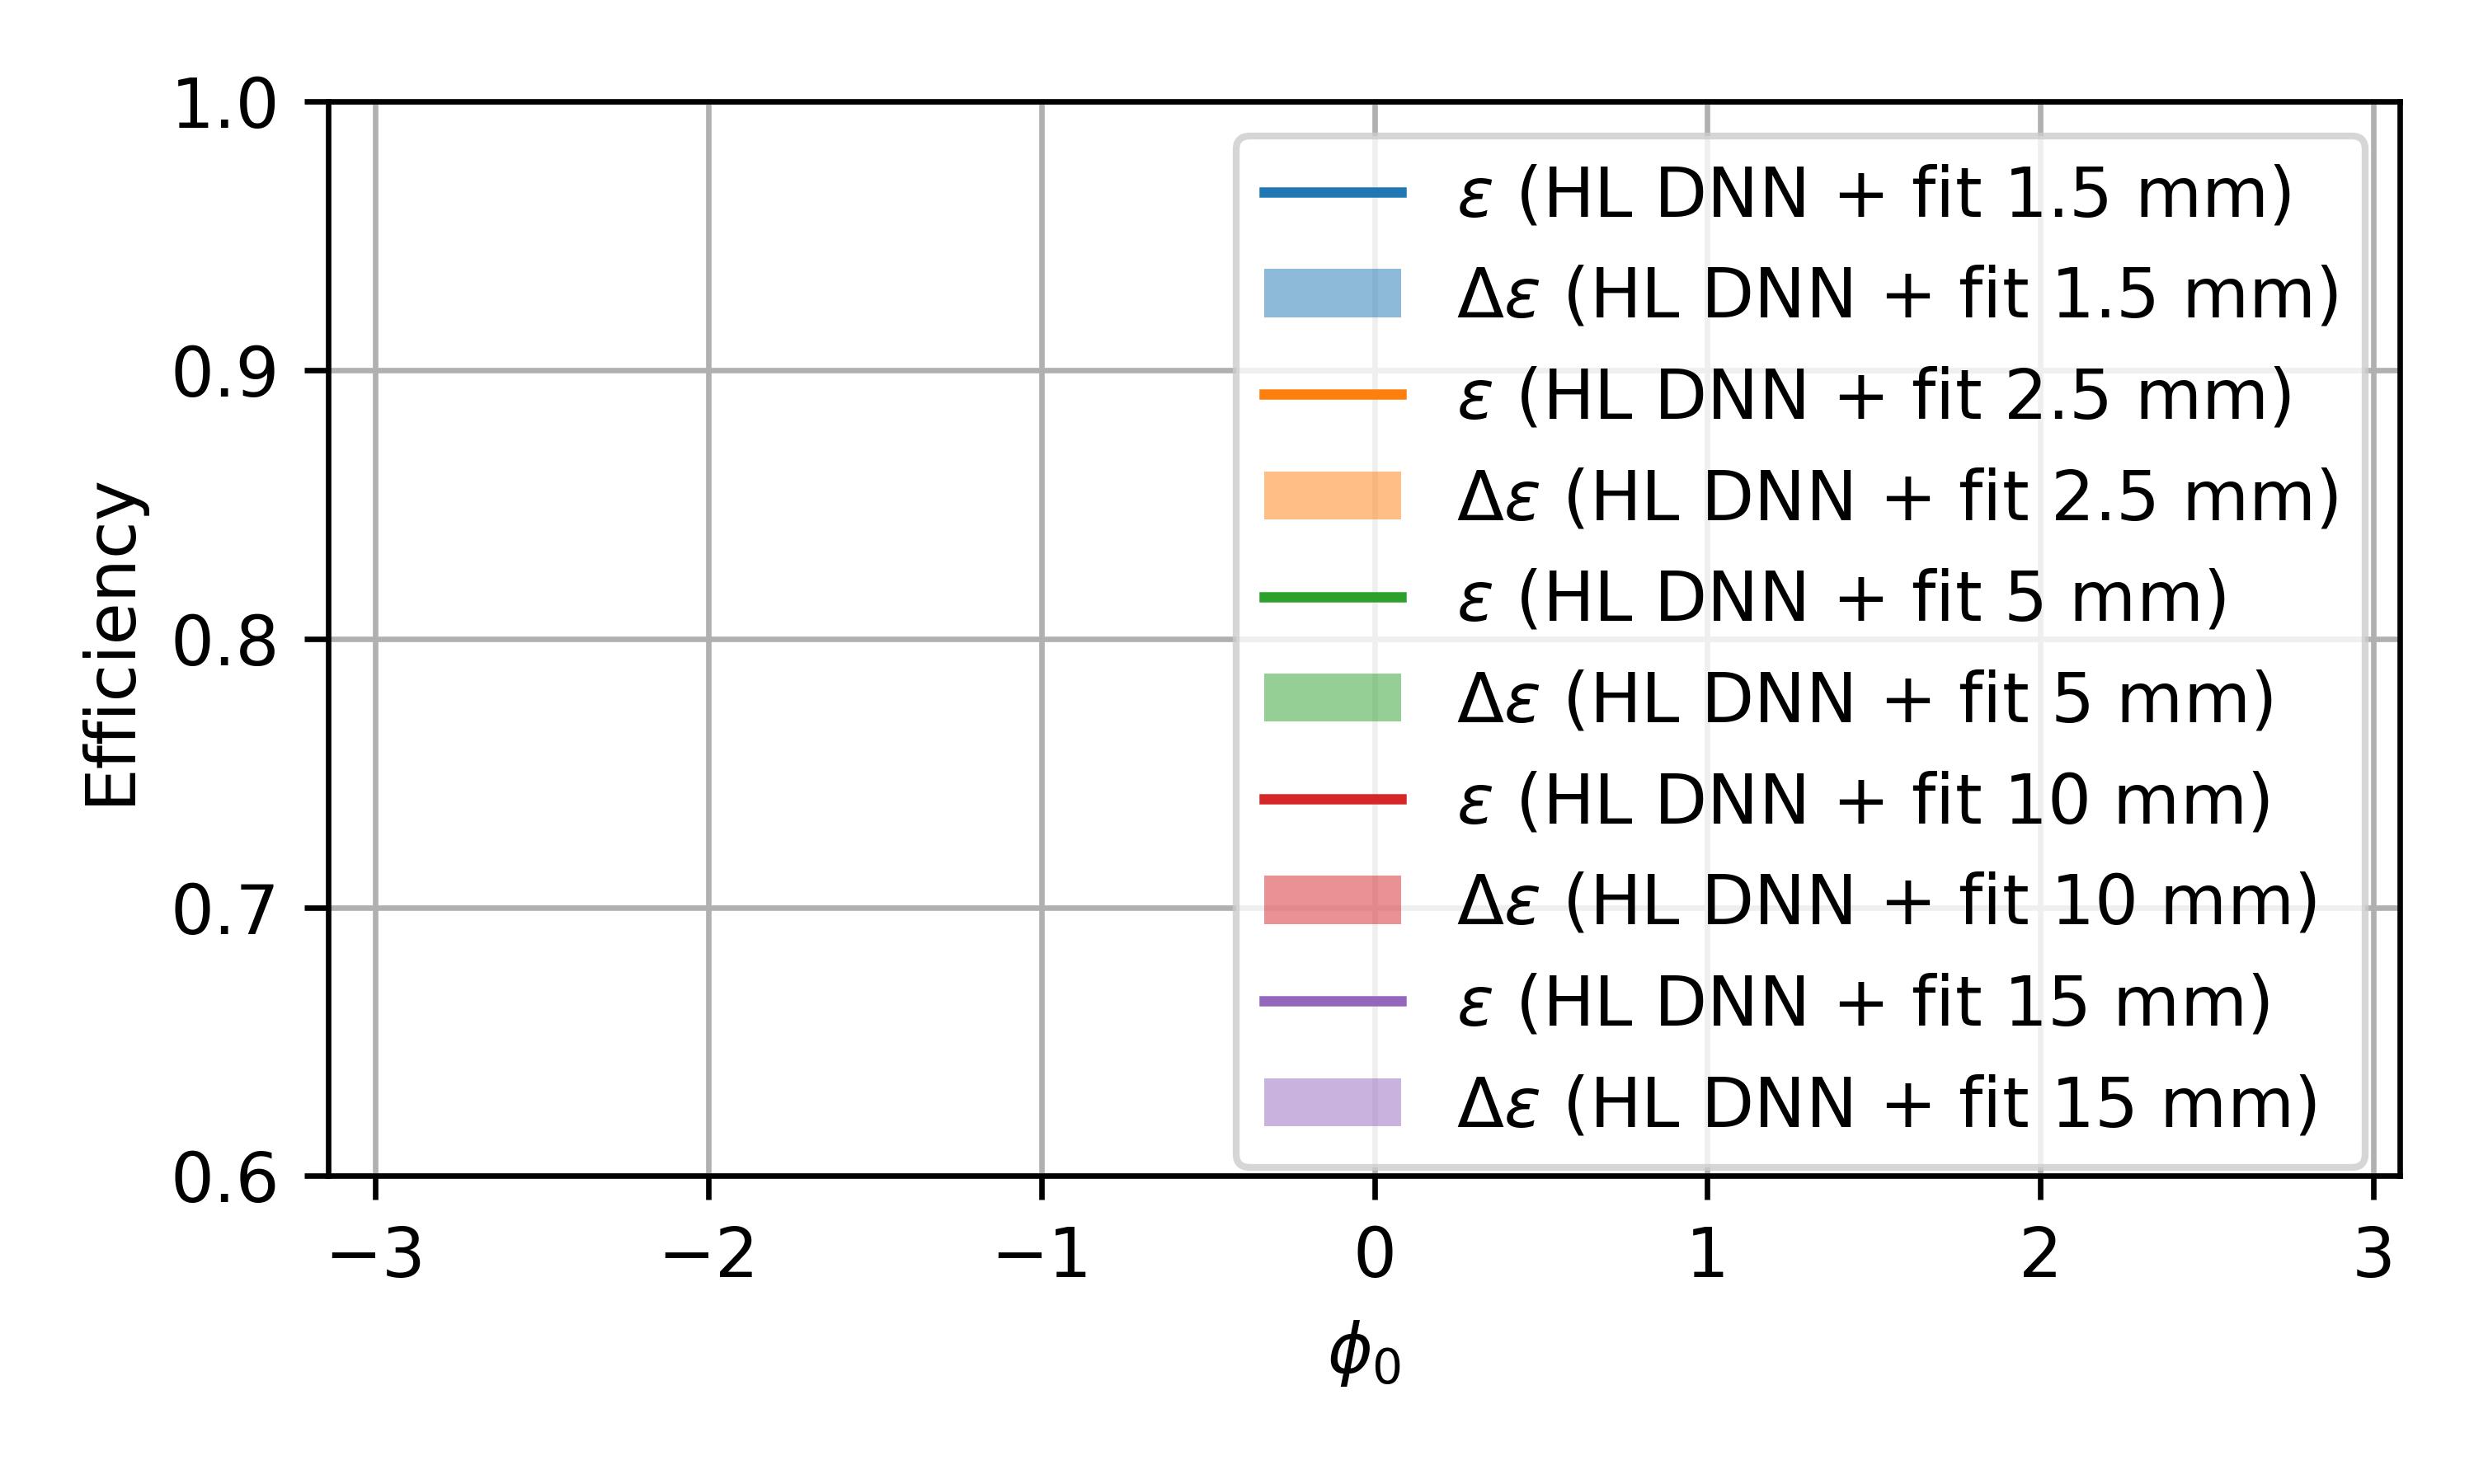 1.0
0.9
0.8
0.7
0.6
Efficiency
ε (HL DNN + fit 1.5 mm)
Δε (HL DNN + fit 1.5 mm)
ε (HL DNN + fit 2.5 mm)
Δε (HL DNN + fit 2.5 mm)
ε (HL DNN + fit 5 mm)
Δε (HL DNN + fit 5 mm)
ε (HL DNN + fit 10 mm)
Δε (HL DNN + fit 10 mm)
ε (HL DNN + fit 15 mm)
Δε (HL DNN + fit 15 mm)
−3 −2 −1 0 1 2 3
ϕ₀